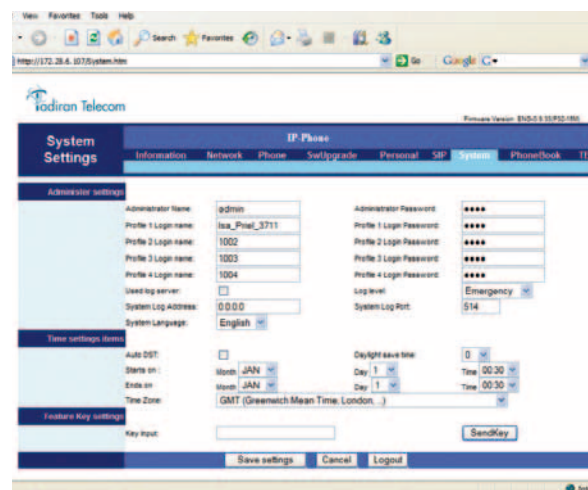 View Favorites Tools Help
Search Favorites
http://172.28.6.107/System.htm Go Google G
Tadiran Telecom
System Settings
IP-Phone
Information Network Phone SwUpgrade Personal SIP System PhoneBook
Administer settings
Administrator Name: admin Administrator Password: ••••
Profile 1 Login name: Isa_Priel_3711 Profile 1 Login Password: ••••
Profile 2 Login name: 1002 Profile 2 Login Password: ••••
Profile 3 Login name: 1003 Profile 3 Login Password: ••••
Profile 4 Login name: 1004 Profile 4 Login Password: ••••
Used log server: Log level: Emergency
System Log Address: 0.0.0.0 System Log Port: 514
System Language: English
Time settings items
Auto DST: Daylight save time: 0
Starts on : Month JAN Day 1 Time 00:30
Ends on Month JAN Day 1 Time 00:30
Time Zone: GMT (Greenwich Mean Time, London, ..)
Feature Key settings
Key Input: SendKey
Save settings Cancel Logout